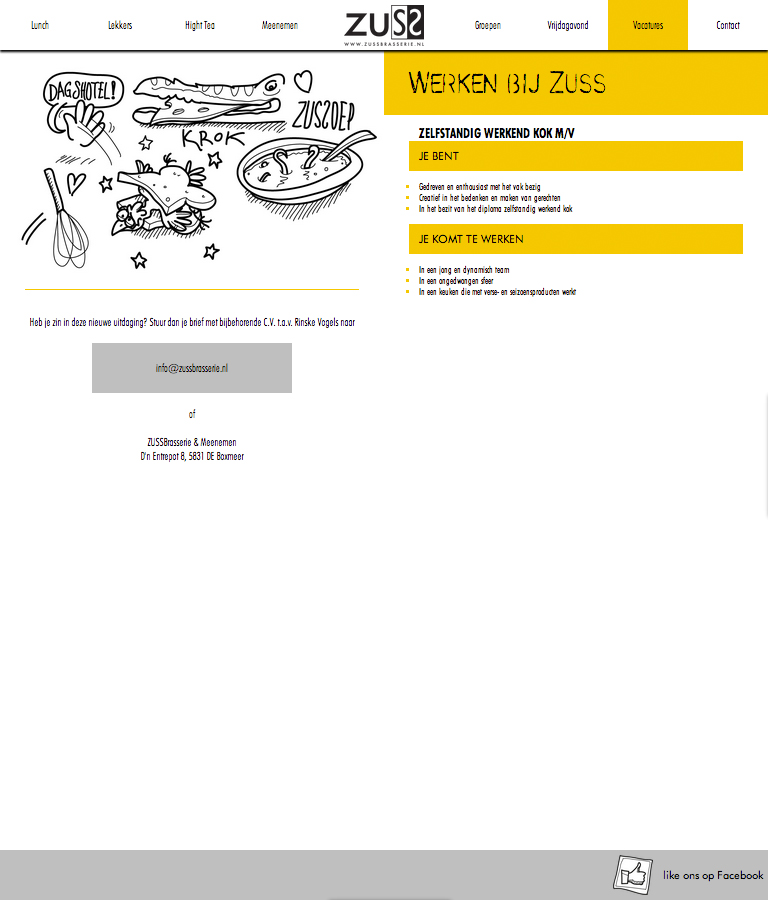 Lunch
Lekkers
Hight Tea
Meenemen
ZUSS
WWW.ZUSSBRASSERIE.NL
Groepen
Vrijdagavond
Vacatures
Contact
DAGSHOTEL!
KROK
ZUSSOEP
Heb je zin in deze nieuwe uitdaging? Stuur dan je brief met bijbehorende C.V. t.a.v. Rinske Vogels naar
info@zussbrasserie.nl
of
ZUSSBrasserie & Meenemen
D'n Entrepot 8, 5831 DE Boxmeer
Werken bij Zuss
ZELFSTANDIG WERKEND KOK M/V
JE BENT
Gedreven en enthousiast met het vak bezig
Creatief in het bedenken en maken van gerechten
In het bezit van het diploma zelfstandig werkend kok
JE KOMT TE WERKEN
In een jong en dynamisch team
In een ongedwongen sfeer
In een keuken die met verse- en seizoensproducten werkt
like ons op Facebook